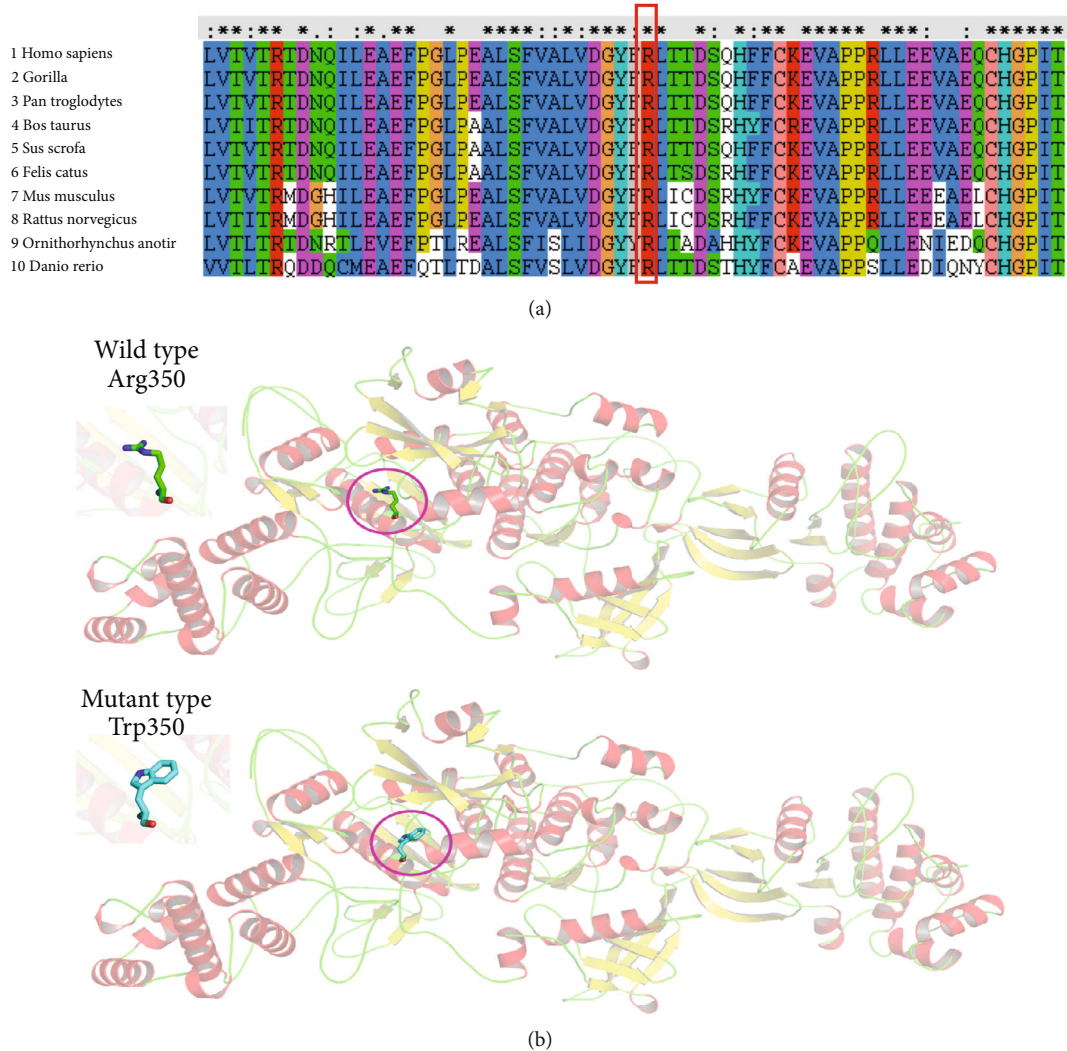 :**:** *.: :*.** * ****::*:***:** *:.*:** ***** ***: : *******
1 Homo sapiens LVTVTRTDNQILEAEFPGLPEALSFVALVDGYFRLTTDSQHFFCKEVAPPRLLEEVAEQCHGPIT
2 Gorilla LVTVTRTDNQILEAEFPGLPEALSFVALVDGYFRLTTDSQHFFCKEVAPPRLLEEVAEQCHGPIT
3 Pan troglodytes LVTVTRTDNQILEAEFPGLPEALSFVALVDGYFRLTTDSQHFFCKEVAPPRLLEEVAEQCHGPIT
4 Bos taurus LVTITRTDNQILEAEFPGLPAALSFVALVDGYFRLTTDSRHYFCREVAPPRLLEEVAEQCHGPIT
5 Sus scrofa LVTITRTDNQILEAEFPGLPAALSFVALVDGYFRLTTDSQHFFCKEVAPPRLLEEVAEQCHGPIT
6 Felis catus LVTITRTDNQILEAEFPGLPAALSFVALVDGYFRLTSDSRHFFCKEVAPPRLLEEVAEQCHGPIT
7 Mus musculus LVTVTRMDGHILEAEFPGLPEALSFVALVDGYFRLICDSRHYFCKEVAPPRLLEEEAELCHGPIT
8 Rattus norvegicus LVTITRMDGHILEAEFPGLPEALSFVALVDGYFRLICDSRHFFCKEVAPPRLLEEEAELCHGPIT
9 Ornithorhynchus anotir LVTLTRTDNRTLEVEFPTLREALSFISLIDGYYRLTADAHHYFCKEVAPPQLLENIEDQCHGPIT
10 Danio rerio VVTLTRQDDQCMEAEFQTLTDALSFVSLVDGYFRLTTDSTHYFCAEVAPPSLLEDIQNYCHGPIT
(a)
Wild type
Arg350
Mutant type
Trp350
(b)